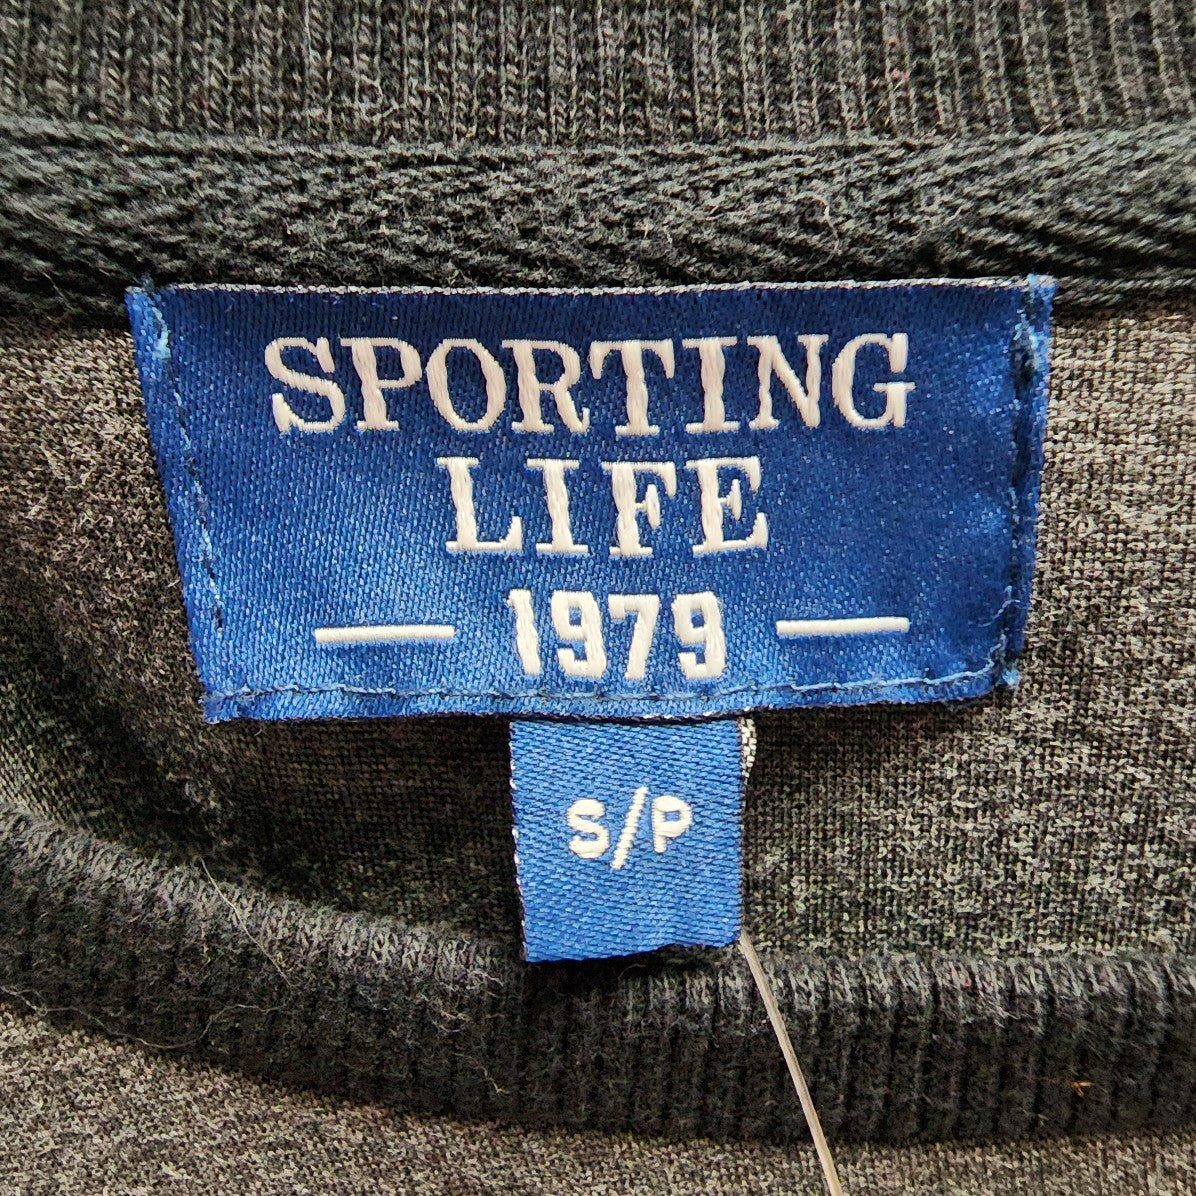 SPORTING
LIFE
1979
S/P